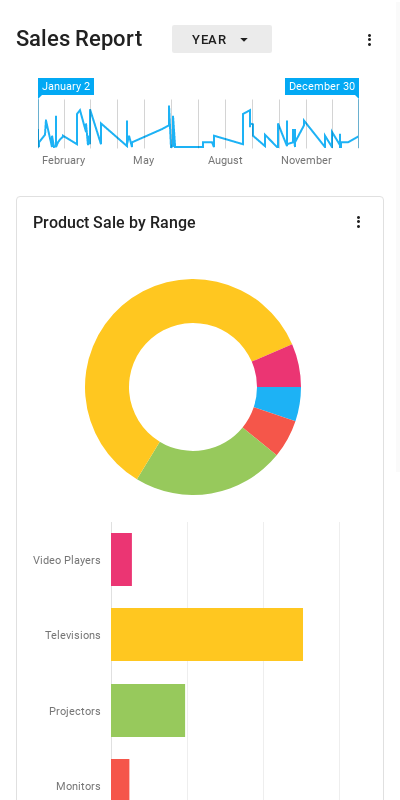 Sales Report
YEAR
January 2
December 30
February May August November
Product Sale by Range
Video Players
Televisions
Projectors
Monitors